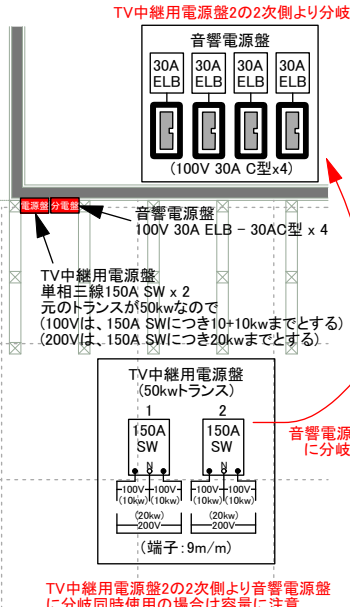 TV中継用電源盤2の2次側より分岐
音響電源盤
30A ELB
30A ELB
30A ELB
30A ELB
(100V 30A C型x4)
電源盤
分電盤
音響電源盤
100V 30A ELB - 30AC型 x 4
TV中継用電源盤
単相三線150A SW x 2
元のトランスが50kwなので
(100Vは、150A SWにつき10+10kwまでとする)
(200Vは、150A SWにつき20kwまでとする)
TV中継用電源盤
(50kwトランス)
1
2
150A SW
150A SW
N
N
100V
100V
100V
100V
(10kw)
(10kw)
(10kw)
(10kw)
(20kw)
(20kw)
200V
200V
(端子:9m/m)
音響電源
に分岐
TV中継用電源盤2の2次側より音響電源盤
に分岐同時使用の場合は容量に注意